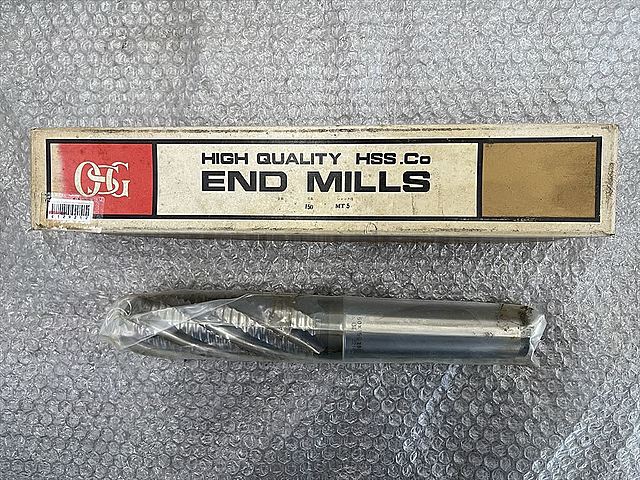 OSG
HIGH QUALITY HSS.Co
END MILLS
150 MT5